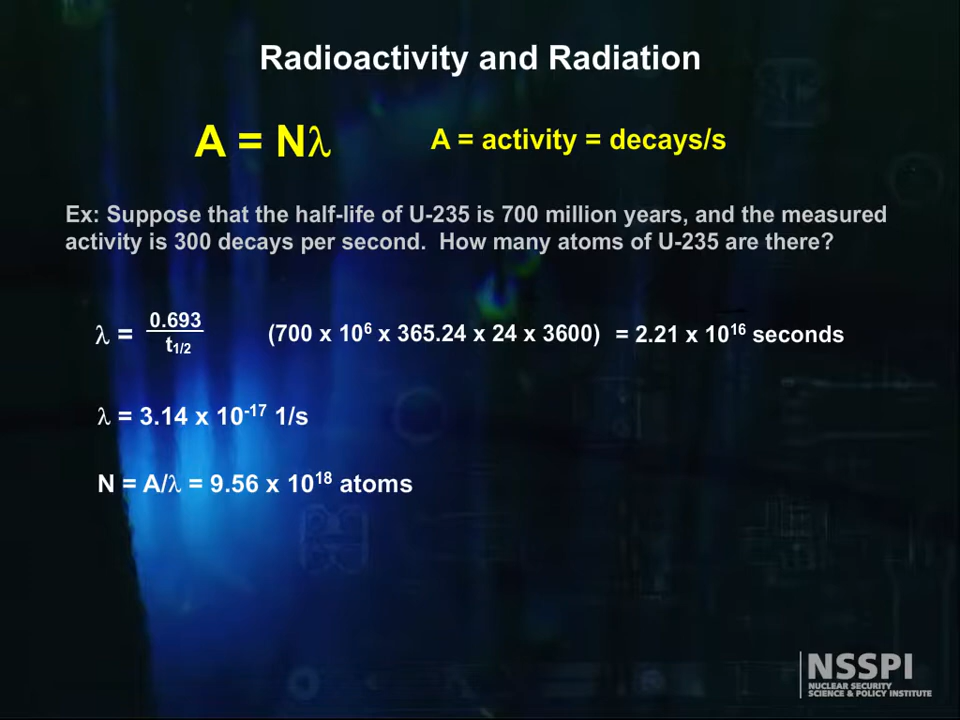 Radioactivity and Radiation
A = Nλ
A = activity = decays/s
Ex: Suppose that the half-life of U-235 is 700 million years, and the measured
activity is 300 decays per second.  How many atoms of U-235 are there?
λ = 0.693 / t1/2
(700 x 10⁶ x 365.24 x 24 x 3600) = 2.21 x 10¹⁶ seconds
λ = 3.14 x 10⁻¹⁷ 1/s
N = A/λ = 9.56 x 10¹⁸ atoms
NSSPI
NUCLEAR SECURITY
SCIENCE & POLICY INSTITUTE